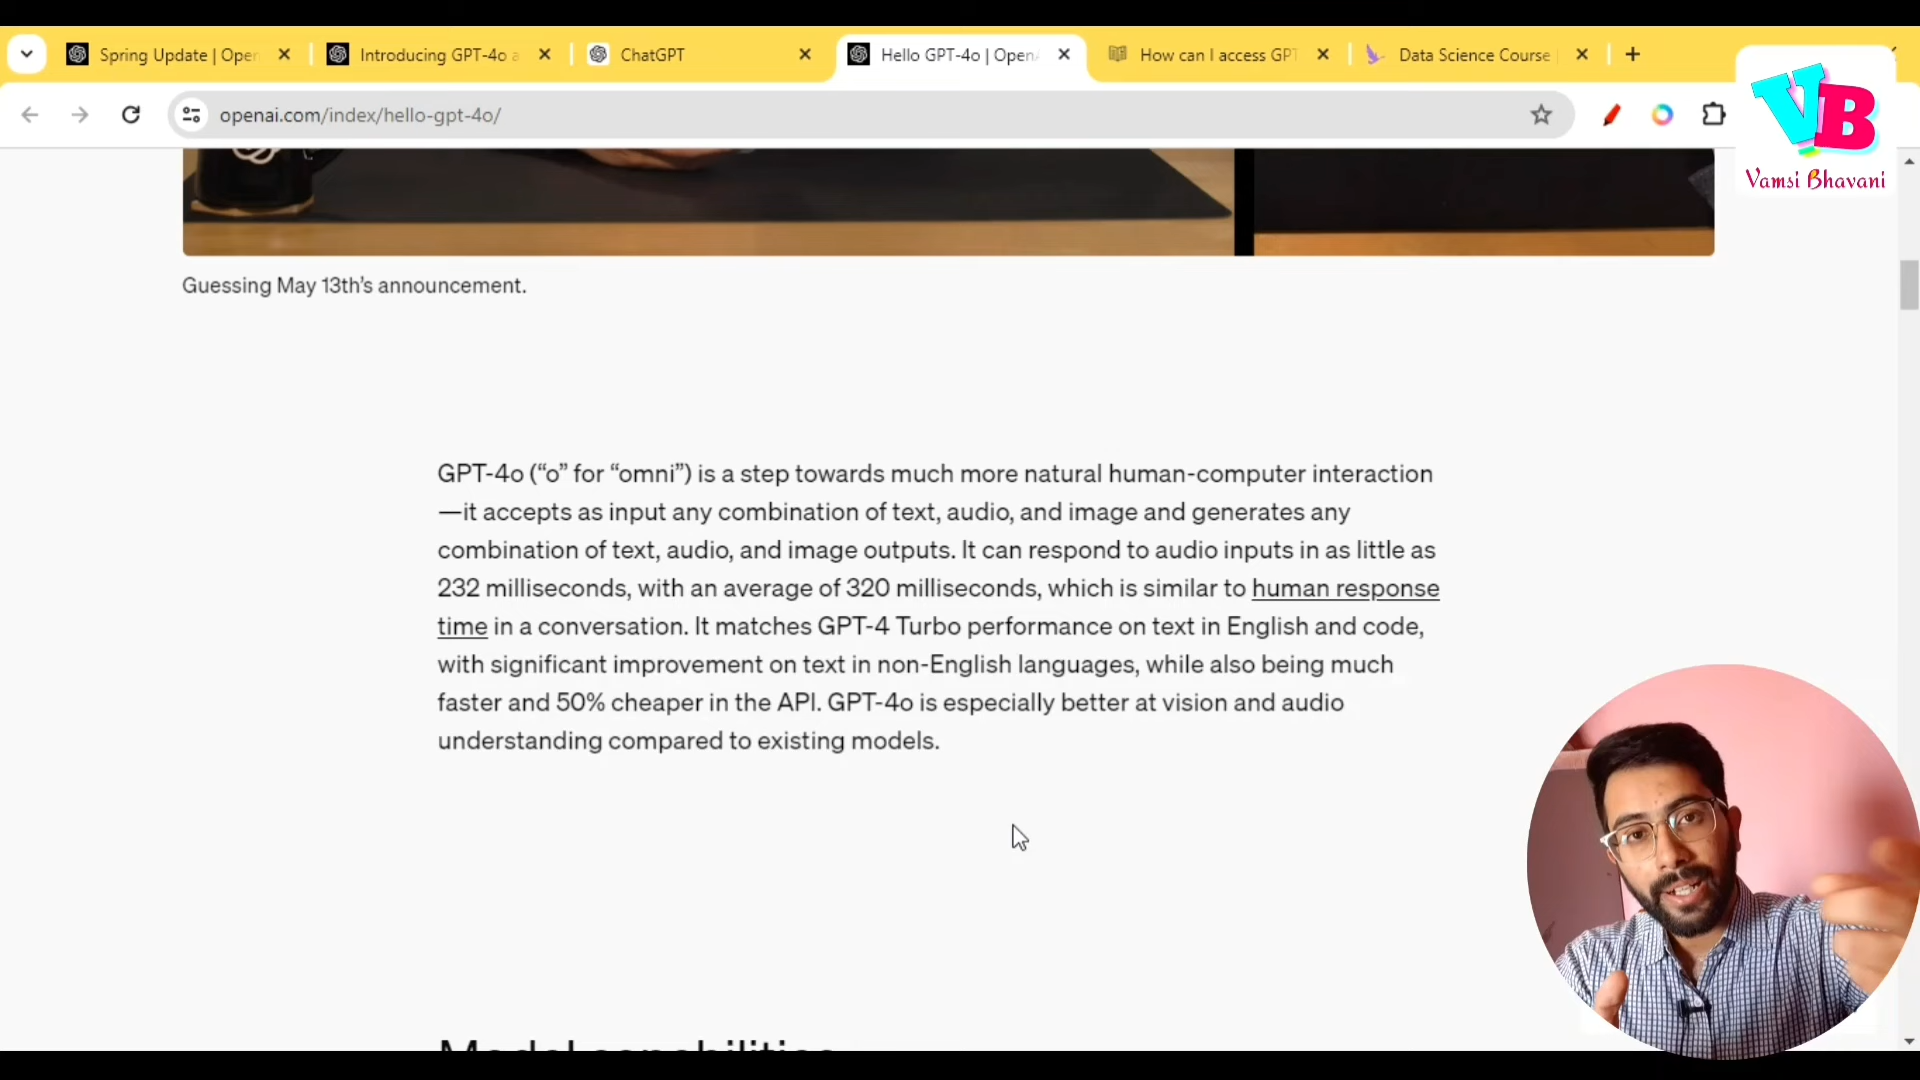 Spring Update | Oper
Introducing GPT-4o a
ChatGPT
Hello GPT-4o | OpenA
How can I access GPT
Data Science Course
openai.com/index/hello-gpt-4o/
VB
Vamsi Bhavani
Guessing May 13th’s announcement.
GPT-4o (“o” for “omni”) is a step towards much more natural human-computer interaction
—it accepts as input any combination of text, audio, and image and generates any
combination of text, audio, and image outputs. It can respond to audio inputs in as little as
232 milliseconds, with an average of 320 milliseconds, which is similar to human response
time in a conversation. It matches GPT-4 Turbo performance on text in English and code,
with significant improvement on text in non-English languages, while also being much
faster and 50% cheaper in the API. GPT-4o is especially better at vision and audio
understanding compared to existing models.
Model capabilities